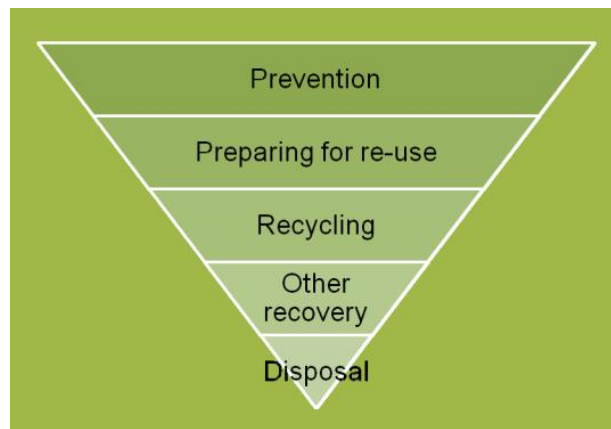 Prevention
Preparing for re-use
Recycling
Other
recovery
Disposal